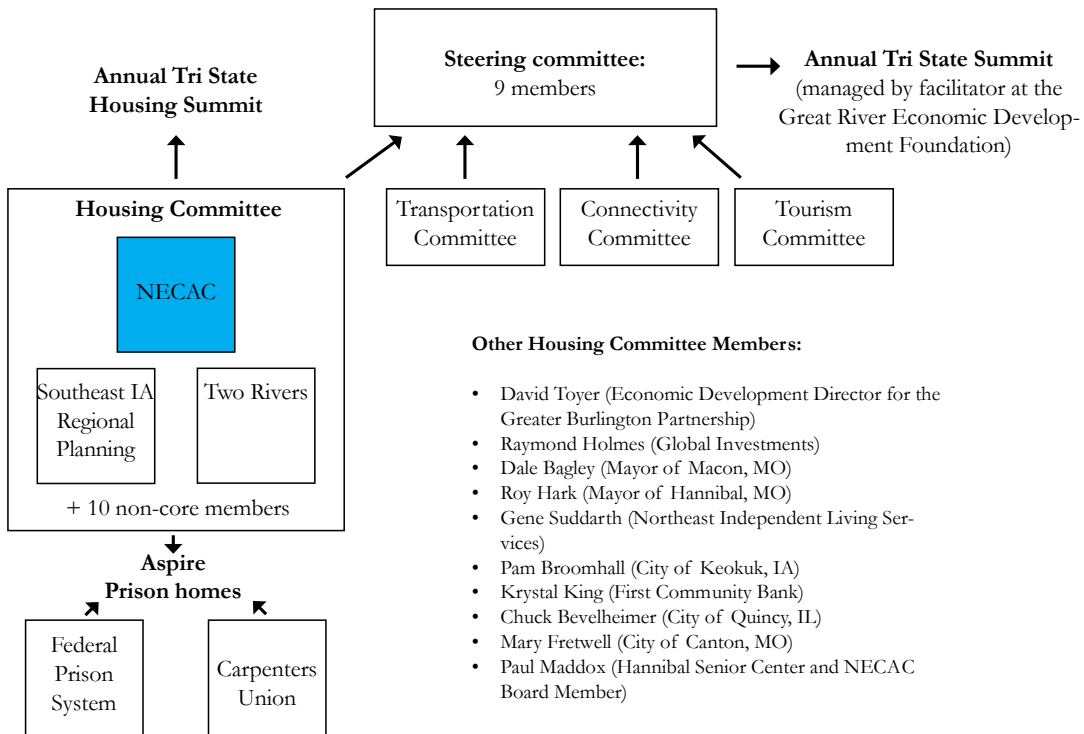 Steering committee:
9 members
Annual Tri State Summit
(managed by facilitator at the
Great River Economic Develop-
ment Foundation)
Annual Tri State
Housing Summit
Transportation
Committee
Connectivity
Committee
Tourism
Committee
Housing Committee
NECAC
Southeast IA
Regional
Planning
Two Rivers
+ 10 non-core members
Aspire
Prison homes
Federal
Prison
System
Carpenters
Union
Other Housing Committee Members:
• David Toyer (Economic Development Director for the
Greater Burlington Partnership)
• Raymond Holmes (Global Investments)
• Dale Bagley (Mayor of Macon, MO)
• Roy Hark (Mayor of Hannibal, MO)
• Gene Suddarth (Northeast Independent Living Ser-
vices)
• Pam Broomhall (City of Keokuk, IA)
• Krystal King (First Community Bank)
• Chuck Bevelheimer (City of Quincy, IL)
• Mary Fretwell (City of Canton, MO)
• Paul Maddox (Hannibal Senior Center and NECAC
Board Member)